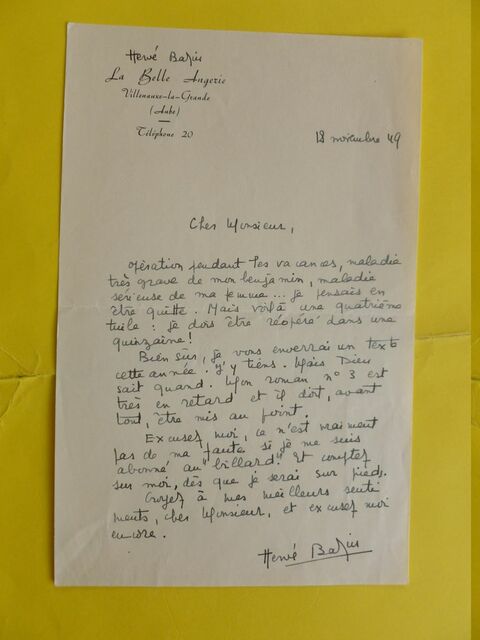 Hervé Bazin
La Belle Angerie
Villenauxe-la-Grande
(Aube)
Téléphone 20
18 novembre 49
Cher Monsieur,
Opération pendant les vacances, maladie
très grave de mon benjamin, maladie
sérieuse de ma femme... je pensais en
être quitte. Mais voilà une quatrième
tuile : je dois être réopéré dans une
quinzaine !
Bien sûr, je vous enverrai un texte
cette année. J'y tiens. Mais Dieu
sait quand. Mon roman n° 3 est
très en retard et il doit, avant
tout, être mis au point.
Excusez moi, ce n'est vraiment
pas de ma faute si je me suis
abonné au "billard". Et comptez
sur moi, dès que je serai sur pieds.
Croyez à mes meilleurs senti
ments, cher Monsieur, et excusez moi
encore.
Hervé Bazin